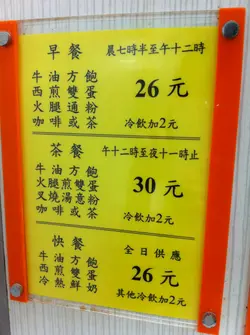 早餐 晨七時半至午十二時
牛油方飽
西煎雙蛋
火腿通粉
咖啡或茶
26元
冷飲加2元
茶餐 午十二時至夜十一時止
牛油方飽
火腿煎雙蛋
叉燒湯意粉
咖啡或茶
30元
冷飲加2元
快餐 全日供應
牛油方飽
西煎雙蛋
冷熱鮮奶
26元
其他冷飲加2元